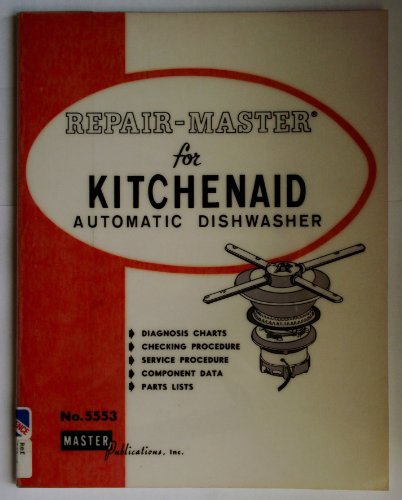 REPAIR-MASTER®
for
KITCHENAID
AUTOMATIC DISHWASHER
DIAGNOSIS CHARTS
CHECKING PROCEDURE
SERVICE PROCEDURE
COMPONENT DATA
PARTS LISTS
No.5553
MASTER
Publications, Inc.
Ref.